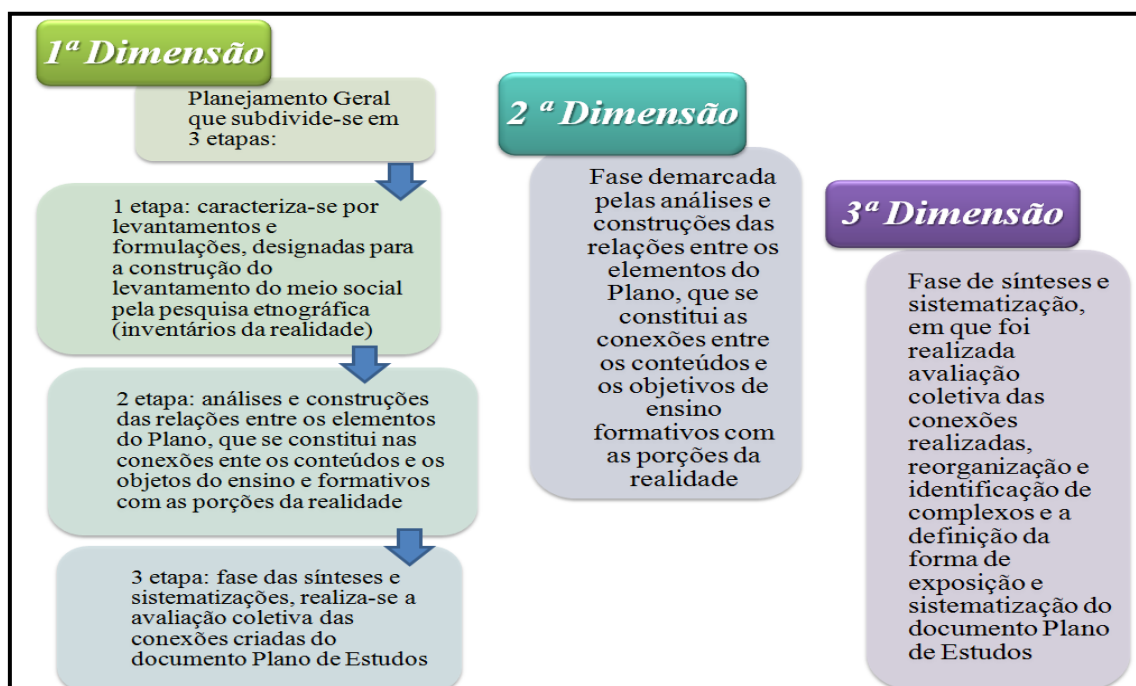 1ª Dimensão
Planejamento Geral
que subdivide-se em
3 etapas:
1 etapa: caracteriza-se por
levantamentos e
formulações, designadas para
a construção do
levantamento do meio social
pela pesquisa etnográfica
(inventários da realidade)
2 etapa: análises e construções
das relações entre os elementos
do Plano, que se constitui nas
conexões ente os conteúdos e os
objetos do ensino e formativos
com as porções da realidade
3 etapa: fase das sínteses e
sistematizações, realiza-se a
avaliação coletiva das
conexões criadas do
documento Plano de Estudos
2 ª Dimensão
Fase demarcada
pelas análises e
construções das
relações entre os
elementos do
Plano, que se
constitui as
conexões entre
os conteúdos e
os objetivos de
ensino
formativos com
as porções da
realidade
3ª Dimensão
Fase de sínteses e
sistematização,
em que foi
realizada
avaliação
coletiva das
conexões
realizadas,
reorganização e
identificação de
complexos e a
definição da
forma de
exposição e
sistematização do
documento Plano
de Estudos